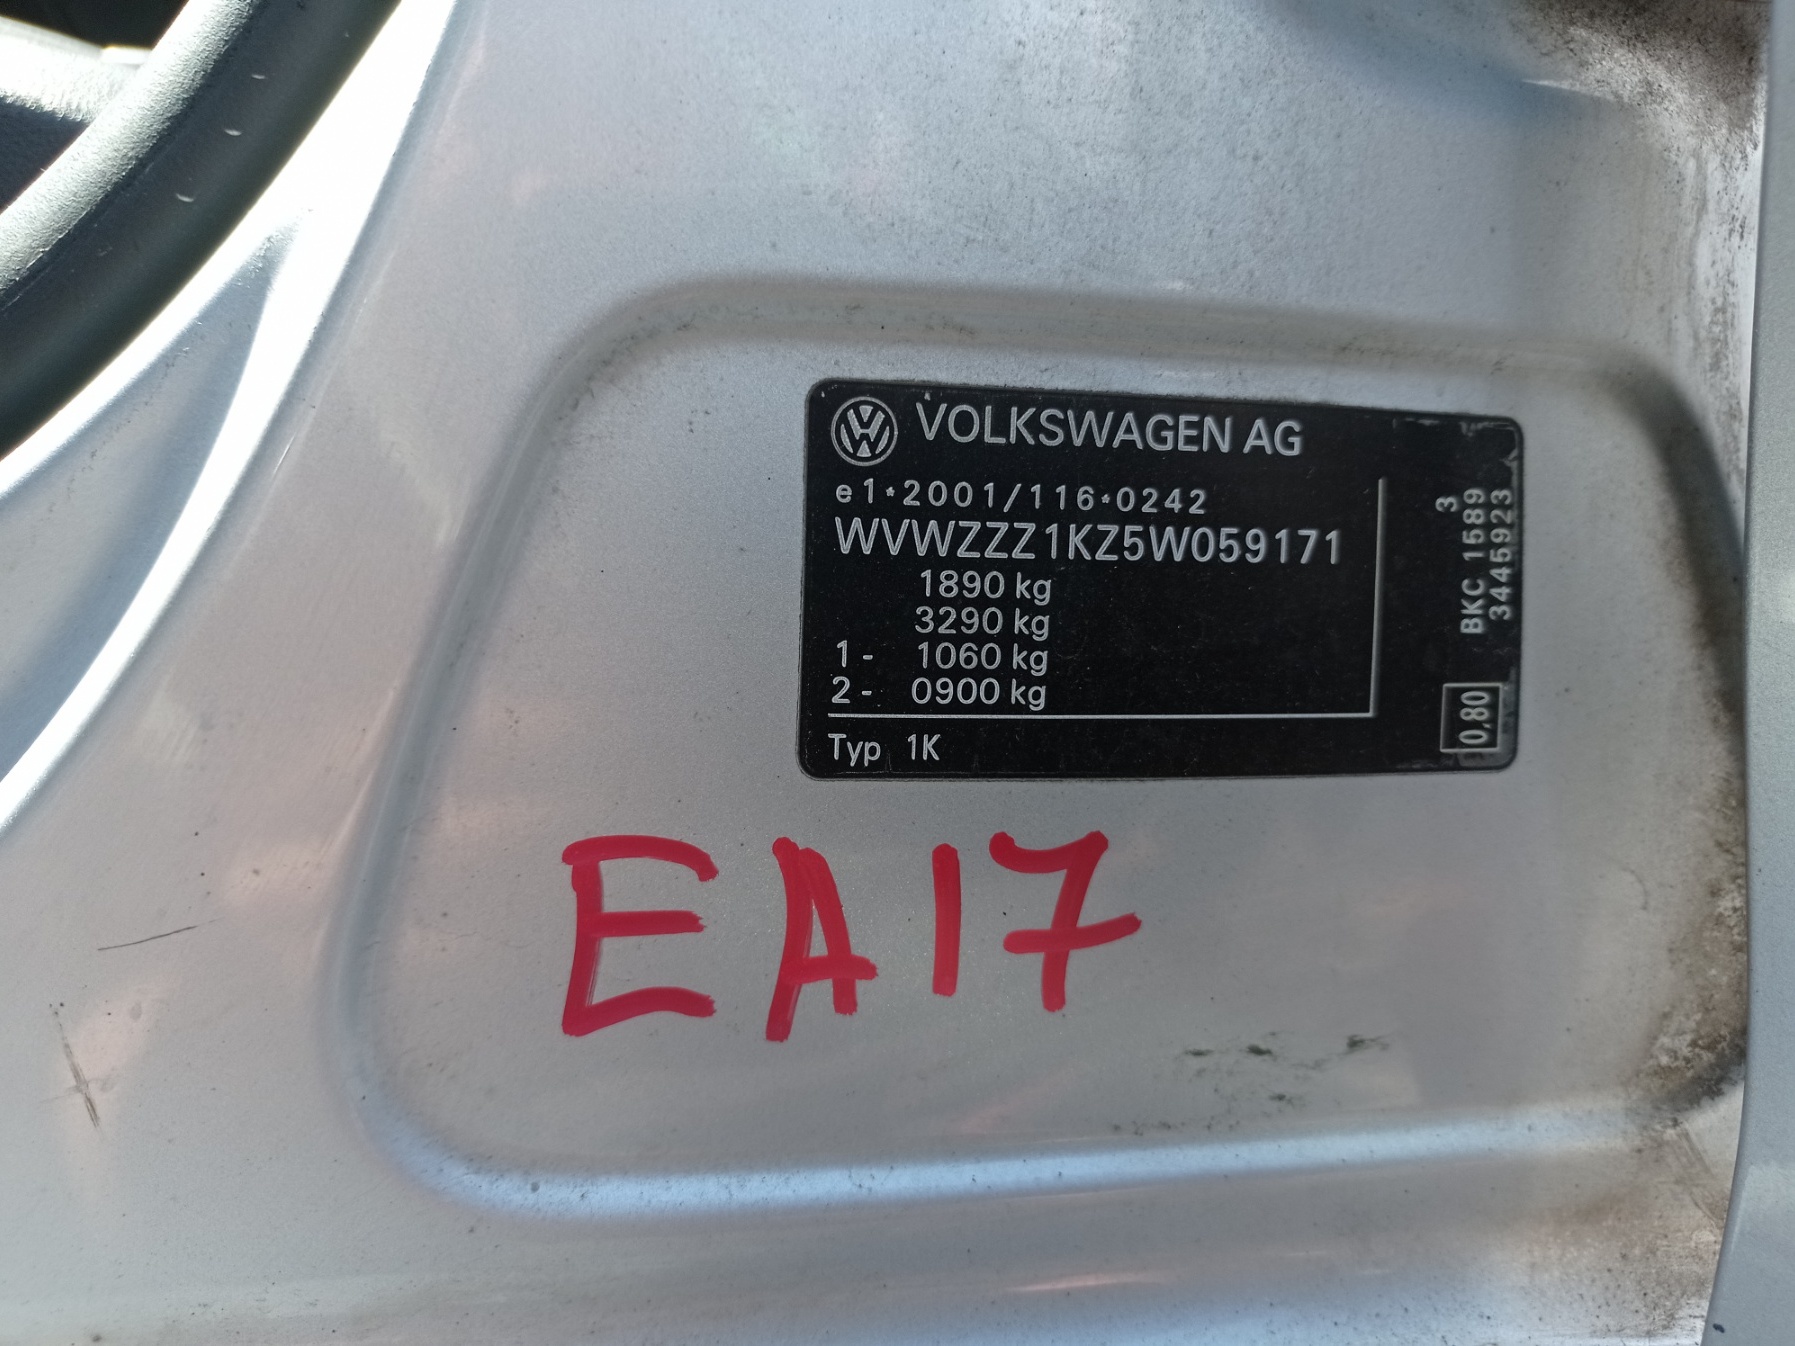 VOLKSWAGEN AG
e1*2001/116*0242
WVWZZZ1KZ5W059171
1890 kg
3290 kg
1- 1060 kg
2- 0900 kg
Typ 1K
3
BKC 1589
3445923
0,80
EA17